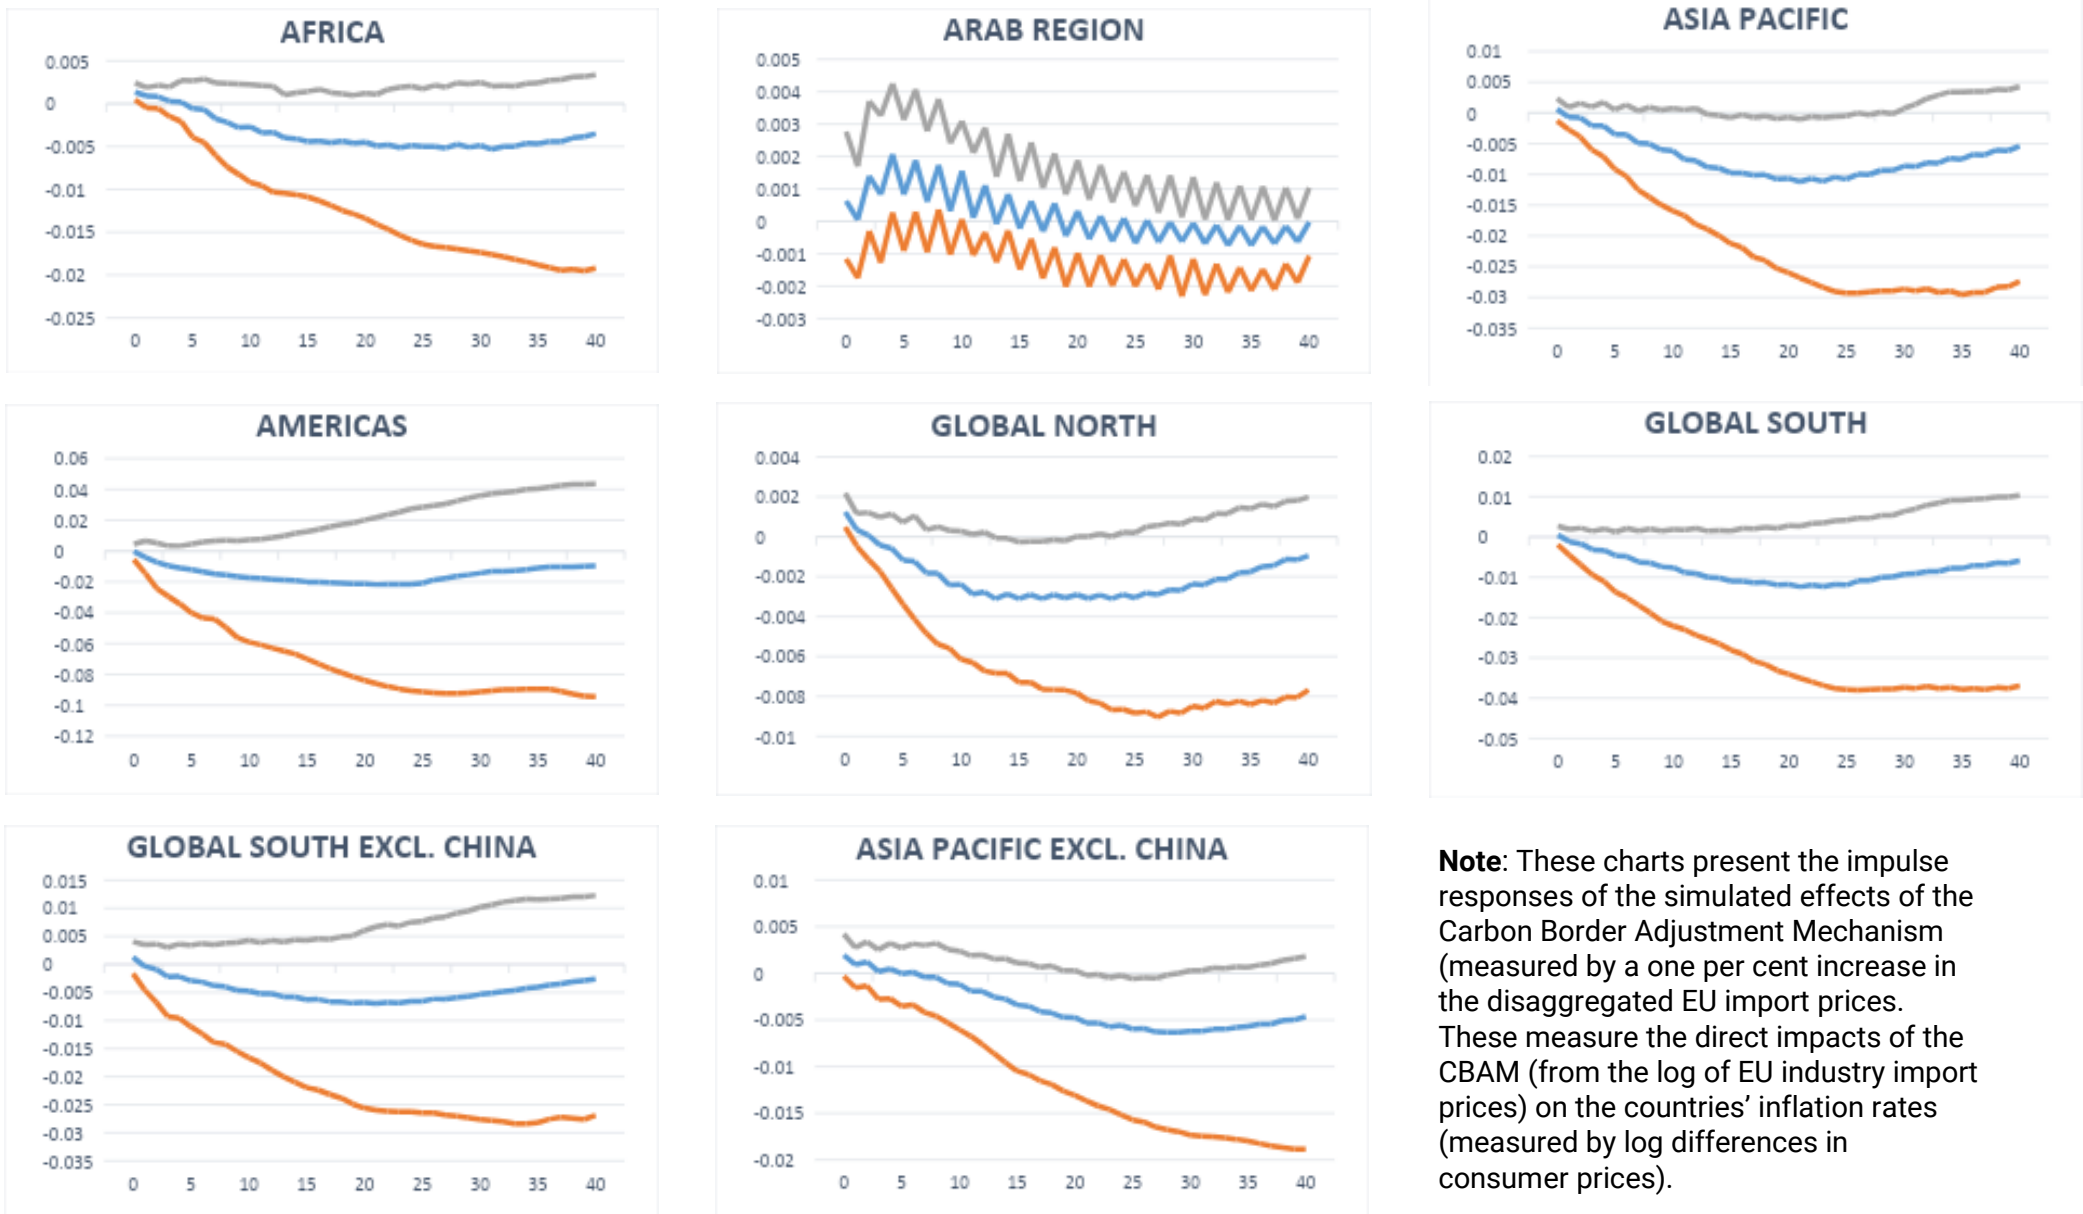 AFRICA
0.005
0
-0.005
-0.01
-0.015
-0.02
-0.025
0 5 10 15 20 25 30 35 40
ARAB REGION
0.005
0.004
0.003
0.002
0.001
0
-0.001
-0.002
-0.003
0 5 10 15 20 25 30 35 40
ASIA PACIFIC
0.01
0.005
0
-0.005
-0.01
-0.015
-0.02
-0.025
-0.03
-0.035
0 5 10 15 20 25 30 35 40
AMERICAS
0.06
0.04
0.02
0
-0.02
-0.04
-0.06
-0.08
-0.1
-0.12
0 5 10 15 20 25 30 35 40
GLOBAL NORTH
0.004
0.002
0
-0.002
-0.004
-0.006
-0.008
-0.01
0 5 10 15 20 25 30 35 40
GLOBAL SOUTH
0.02
0.01
0
-0.01
-0.02
-0.03
-0.04
-0.05
0 5 10 15 20 25 30 35 40
GLOBAL SOUTH EXCL. CHINA
0.015
0.01
0.005
0
-0.005
-0.01
-0.015
-0.02
-0.025
-0.03
-0.035
0 5 10 15 20 25 30 35 40
ASIA PACIFIC EXCL. CHINA
0.01
0.005
0
-0.005
-0.01
-0.015
-0.02
0 5 10 15 20 25 30 35 40
Note: These charts present the impulse
responses of the simulated effects of the
Carbon Border Adjustment Mechanism
(measured by a one per cent increase in
the disaggregated EU import prices.
These measure the direct impacts of the
CBAM (from the log of EU industry import
prices) on the countries’ inflation rates
(measured by log differences in
consumer prices).